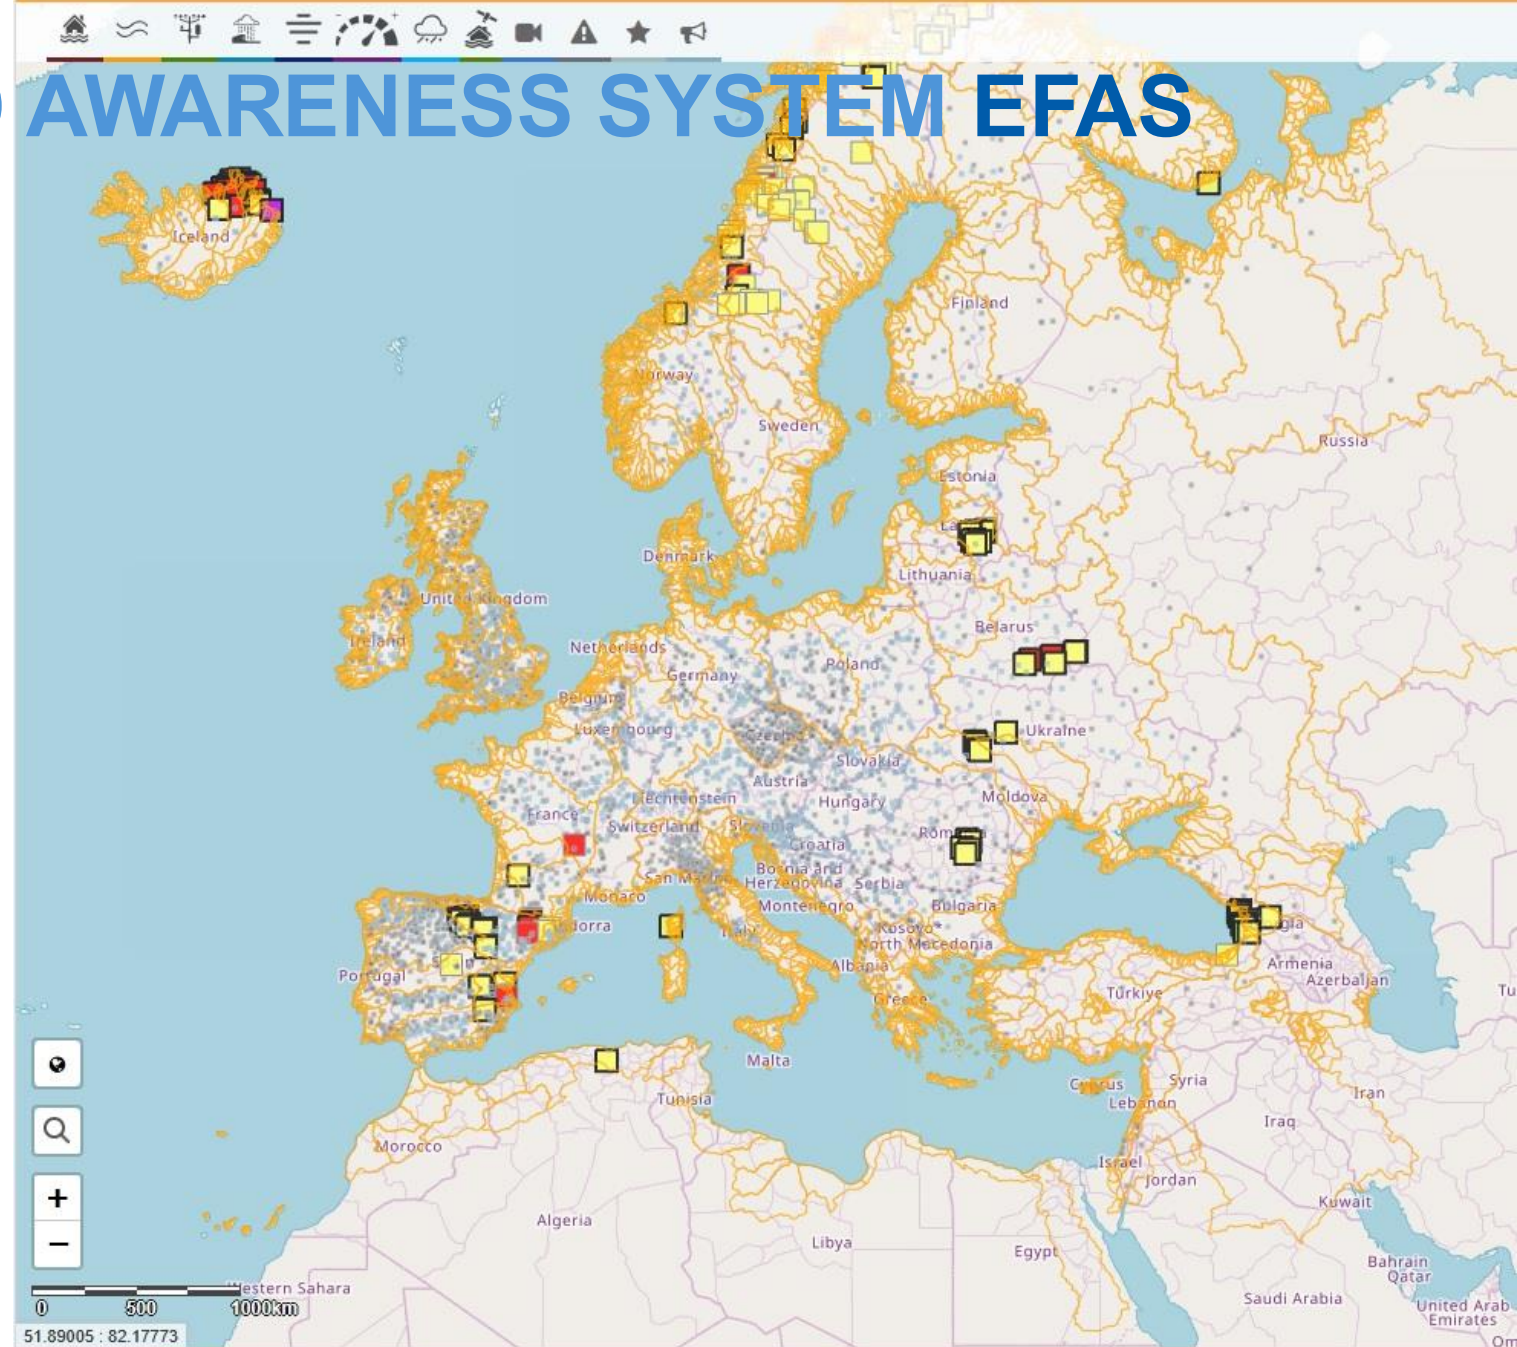 AWARENESS SYSTEM EFAS
Iceland
Finland
Norway
Sweden
Russia
Estonia
Denmark
Lithuania
United Kingdom
Ireland
Belarus
Netherlands
Germany
Poland
Belgium
Luxembourg
Ukraine
Slovakia
Austria
Liechtenstein
Hungary
Moldova
France
Switzerland
Slovenia
Croatia
San Marino
Bosnia and
Herzegovina
Serbia
Monaco
Montenegro
Bulgaria
Italy
Kosovo*
North Macedonia
Portugal
Albania
Armenia
Azerbaijan
Greece
Türkiye
Malta
Cyprus
Syria
Lebanon
Iran
Tunisia
Iraq
Morocco
Israel
Jordan
Kuwait
Algeria
Libya
Egypt
Bahrain
Qatar
Western Sahara
Saudi Arabia
United Arab
Emirates
0 500 1000km
51.89005 : 82.17773